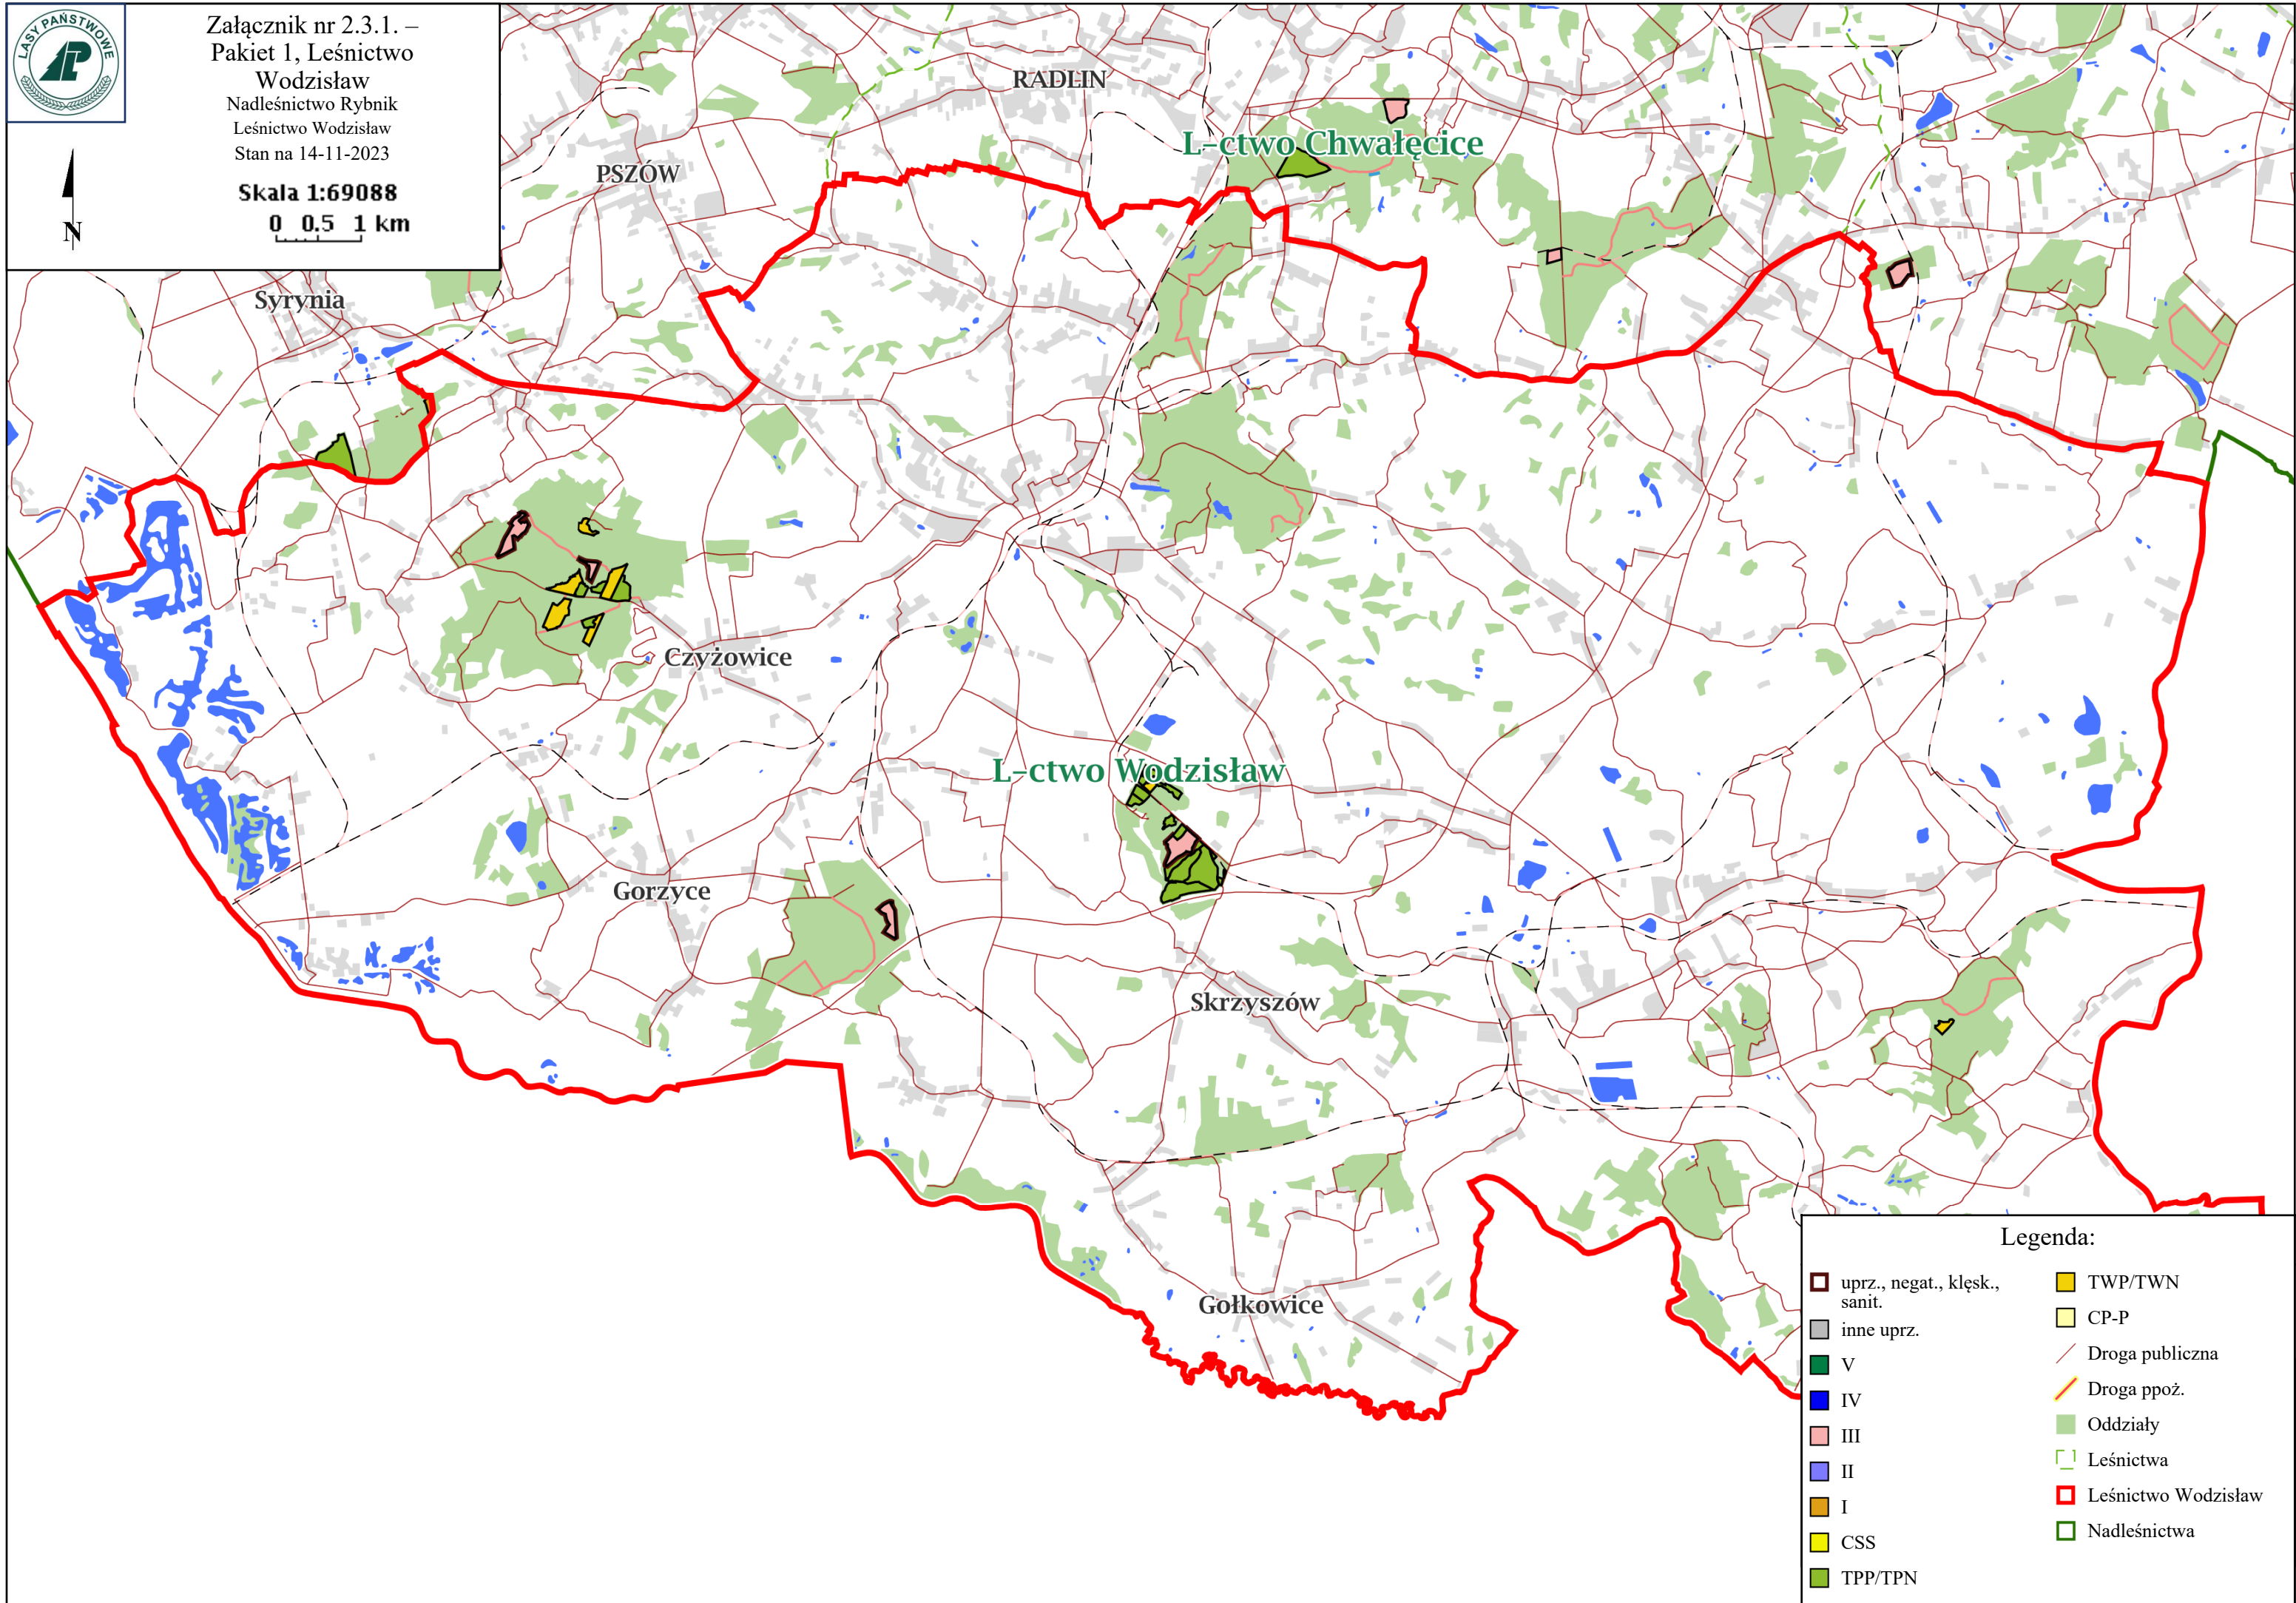 LASY PAŃSTWOWE
Załącznik nr 2.3.1. –
Pakiet 1, Leśnictwo
Wodzisław
Nadleśnictwo Rybnik
Leśnictwo Wodzisław
Stan na 14-11-2023
Skala 1:69088
0 0.5 1 km
N
RADLIN
L-ctwo Chwałęcice
PSZÓW
Syrynia
Czyżowice
L-ctwo Wodzisław
Gorzyce
Skrzyszów
Gołkowice
Legenda:
uprz., negat., klęsk.,
sanit.
inne uprz.
V
IV
III
II
I
CSS
TPP/TPN
TWP/TWN
CP-P
Droga publiczna
Droga ppoż.
Oddziały
Leśnictwa
Leśnictwo Wodzisław
Nadleśnictwa